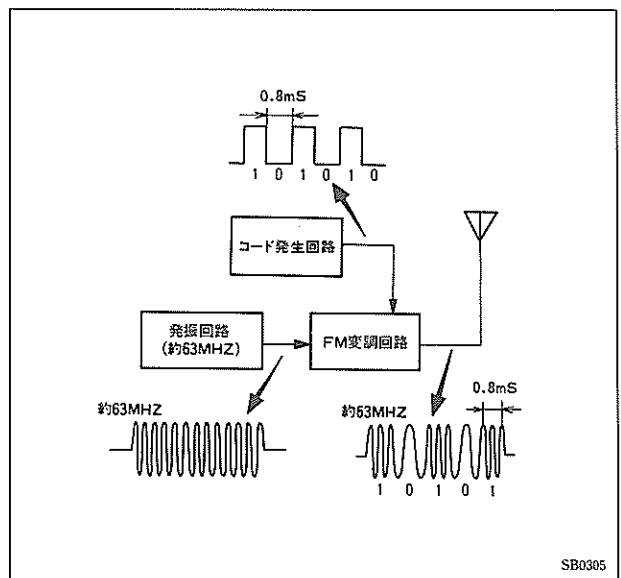 0.8mS
1 0 1 0 1 0
コード発生回路
発振回路
(約63MHZ)
FM変調回路
約63MHZ
約63MHZ
0.8mS
1 0 1 0 1
SB0305